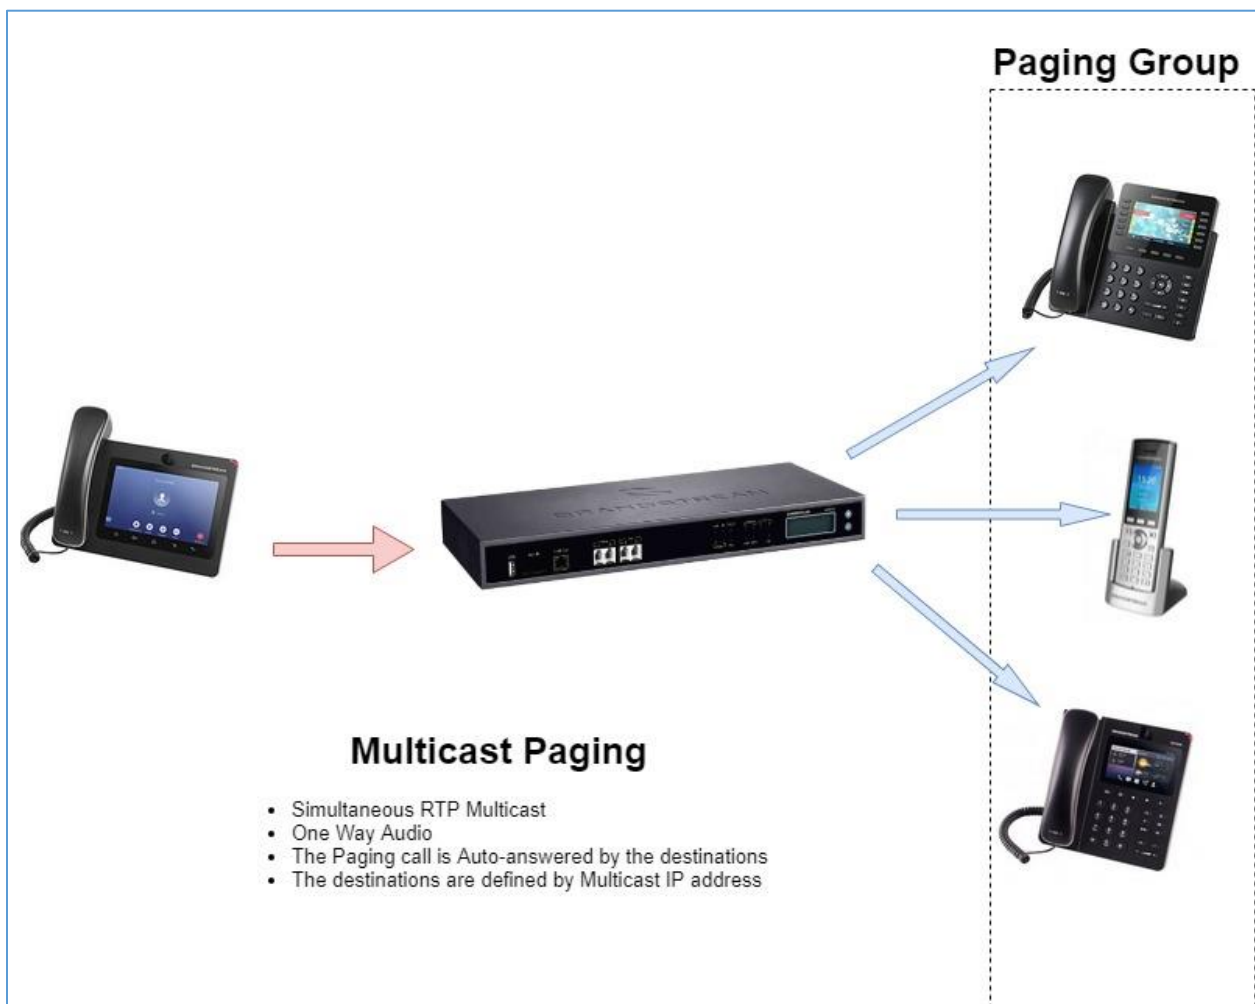 Paging Group
GRANDSTREAM
Multicast Paging
Simultaneous RTP Multicast
One Way Audio
The Paging call is Auto-answered by the destinations
The destinations are defined by Multicast IP address